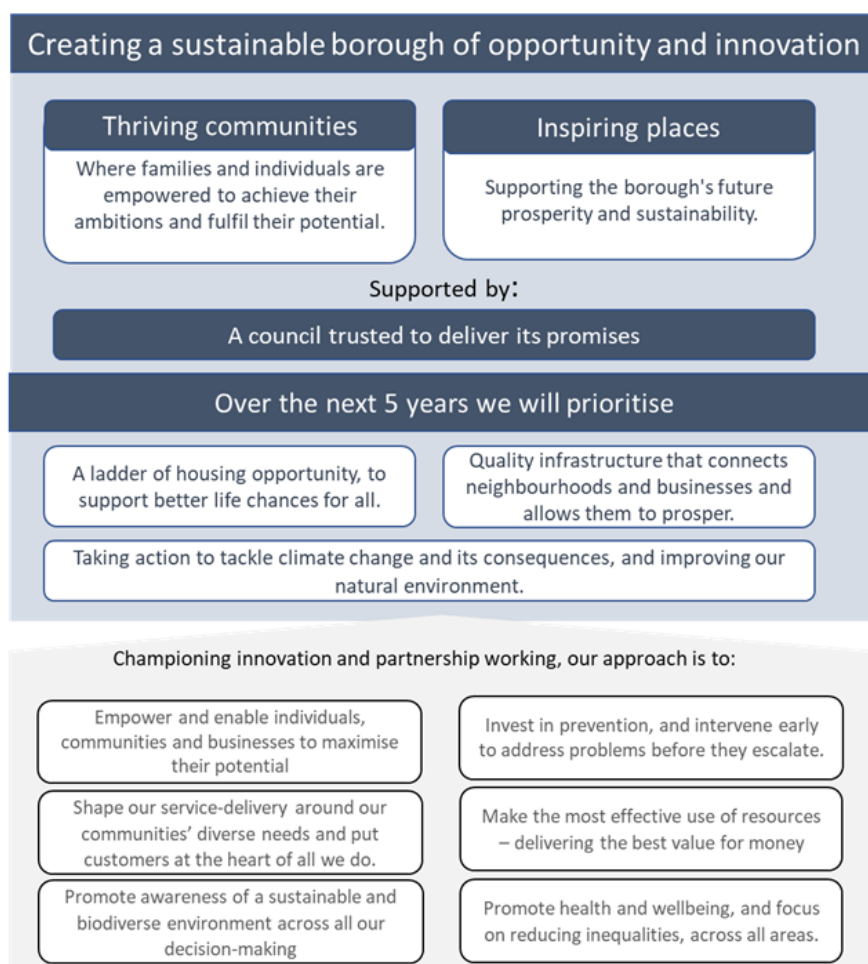 Creating a sustainable borough of opportunity and innovation
Thriving communities
Where families and individuals are
empowered to achieve their
ambitions and fulfil their potential.
Inspiring places
Supporting the borough's future
prosperity and sustainability.
Supported by:
A council trusted to deliver its promises
Over the next 5 years we will prioritise
A ladder of housing opportunity, to
support better life chances for all.
Quality infrastructure that connects
neighbourhoods and businesses and
allows them to prosper.
Taking action to tackle climate change and its consequences, and improving our
natural environment.
Championing innovation and partnership working, our approach is to:
Empower and enable individuals,
communities and businesses to maximise
their potential
Invest in prevention, and intervene early
to address problems before they escalate.
Shape our service-delivery around our
communities’ diverse needs and put
customers at the heart of all we do.
Make the most effective use of resources
– delivering the best value for money
Promote awareness of a sustainable and
biodiverse environment across all our
decision-making
Promote health and wellbeing, and focus
on reducing inequalities, across all areas.